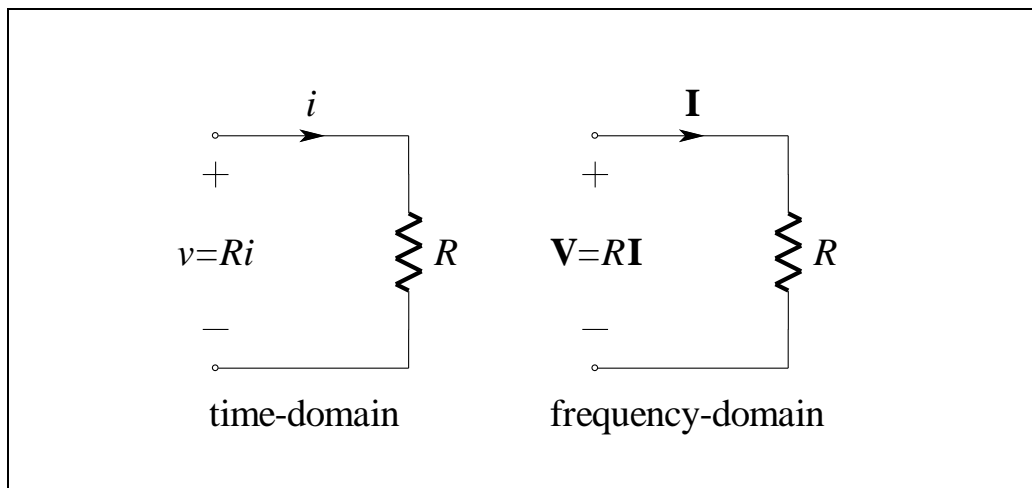 i
I
+
+
v=Ri
R
V=RI
R
−
−
time-domain
frequency-domain